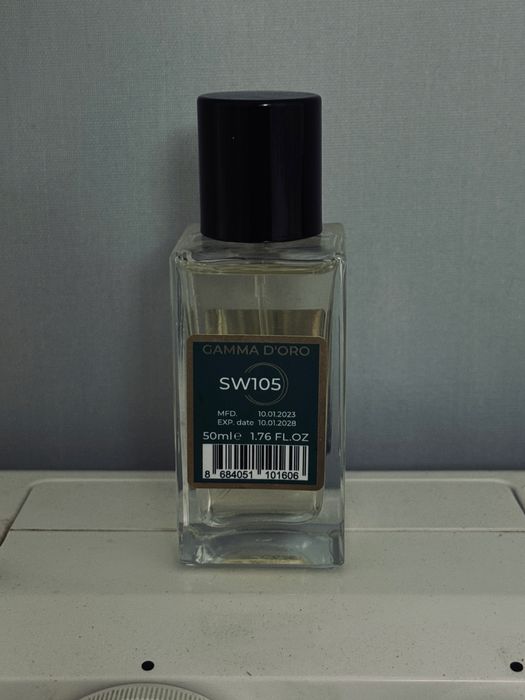 GAMMA D'ORO
SW105
MFD. 10.01.2023
EXP. date 10.01.2028
50ml℮ 1.76 FL.OZ
8 684051 101606